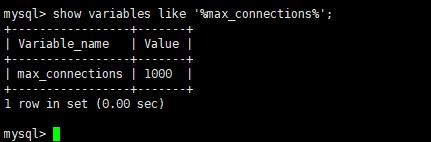 mysql> show variables like '%max_connections%';
+-----------------+-------+
| Variable_name   | Value |
+-----------------+-------+
| max_connections | 1000  |
+-----------------+-------+
1 row in set (0.00 sec)
mysql>